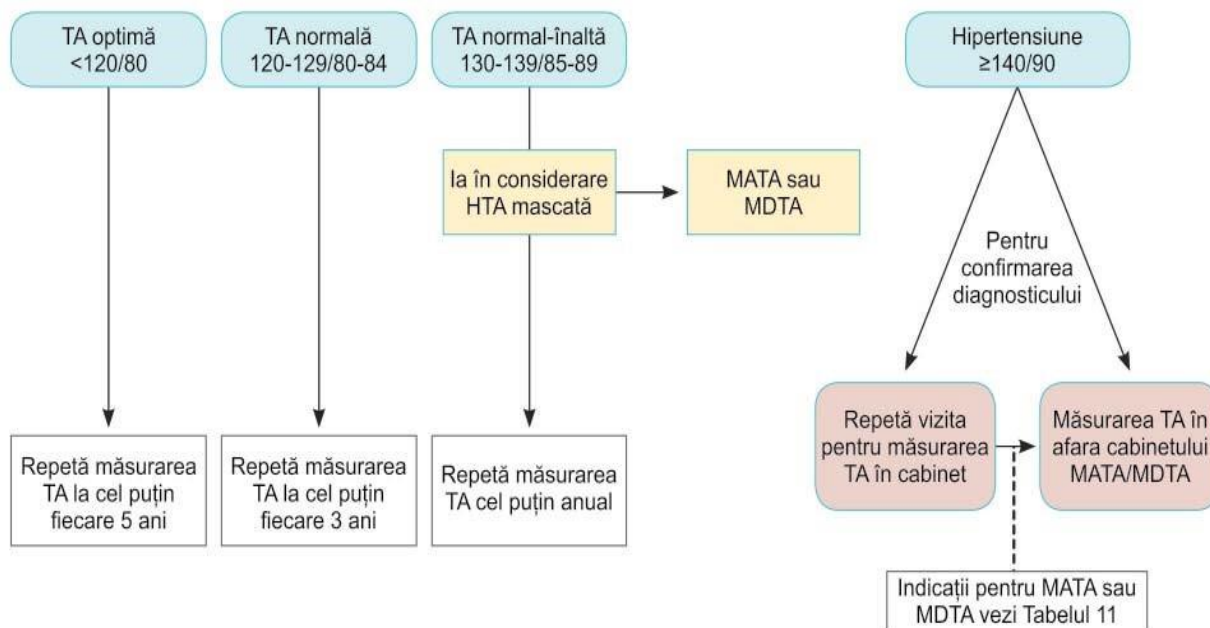 TA optimă
<120/80
TA normală
120-129/80-84
TA normal-înaltă
130-139/85-89
Hipertensiune
≥140/90
Ia în considerare
HTA mascată
MATA sau
MDTA
Pentru
confirmarea
diagnosticului
Repetă măsurarea
TA la cel puțin
fiecare 5 ani
Repetă măsurarea
TA la cel puțin
fiecare 3 ani
Repetă măsurarea
TA cel puțin anual
Repetă vizita
pentru măsurarea
TA în cabinet
Măsurarea TA în
afara cabinetului
MATA/MDTA
Indicații pentru MATA sau
MDTA vezi Tabelul 11